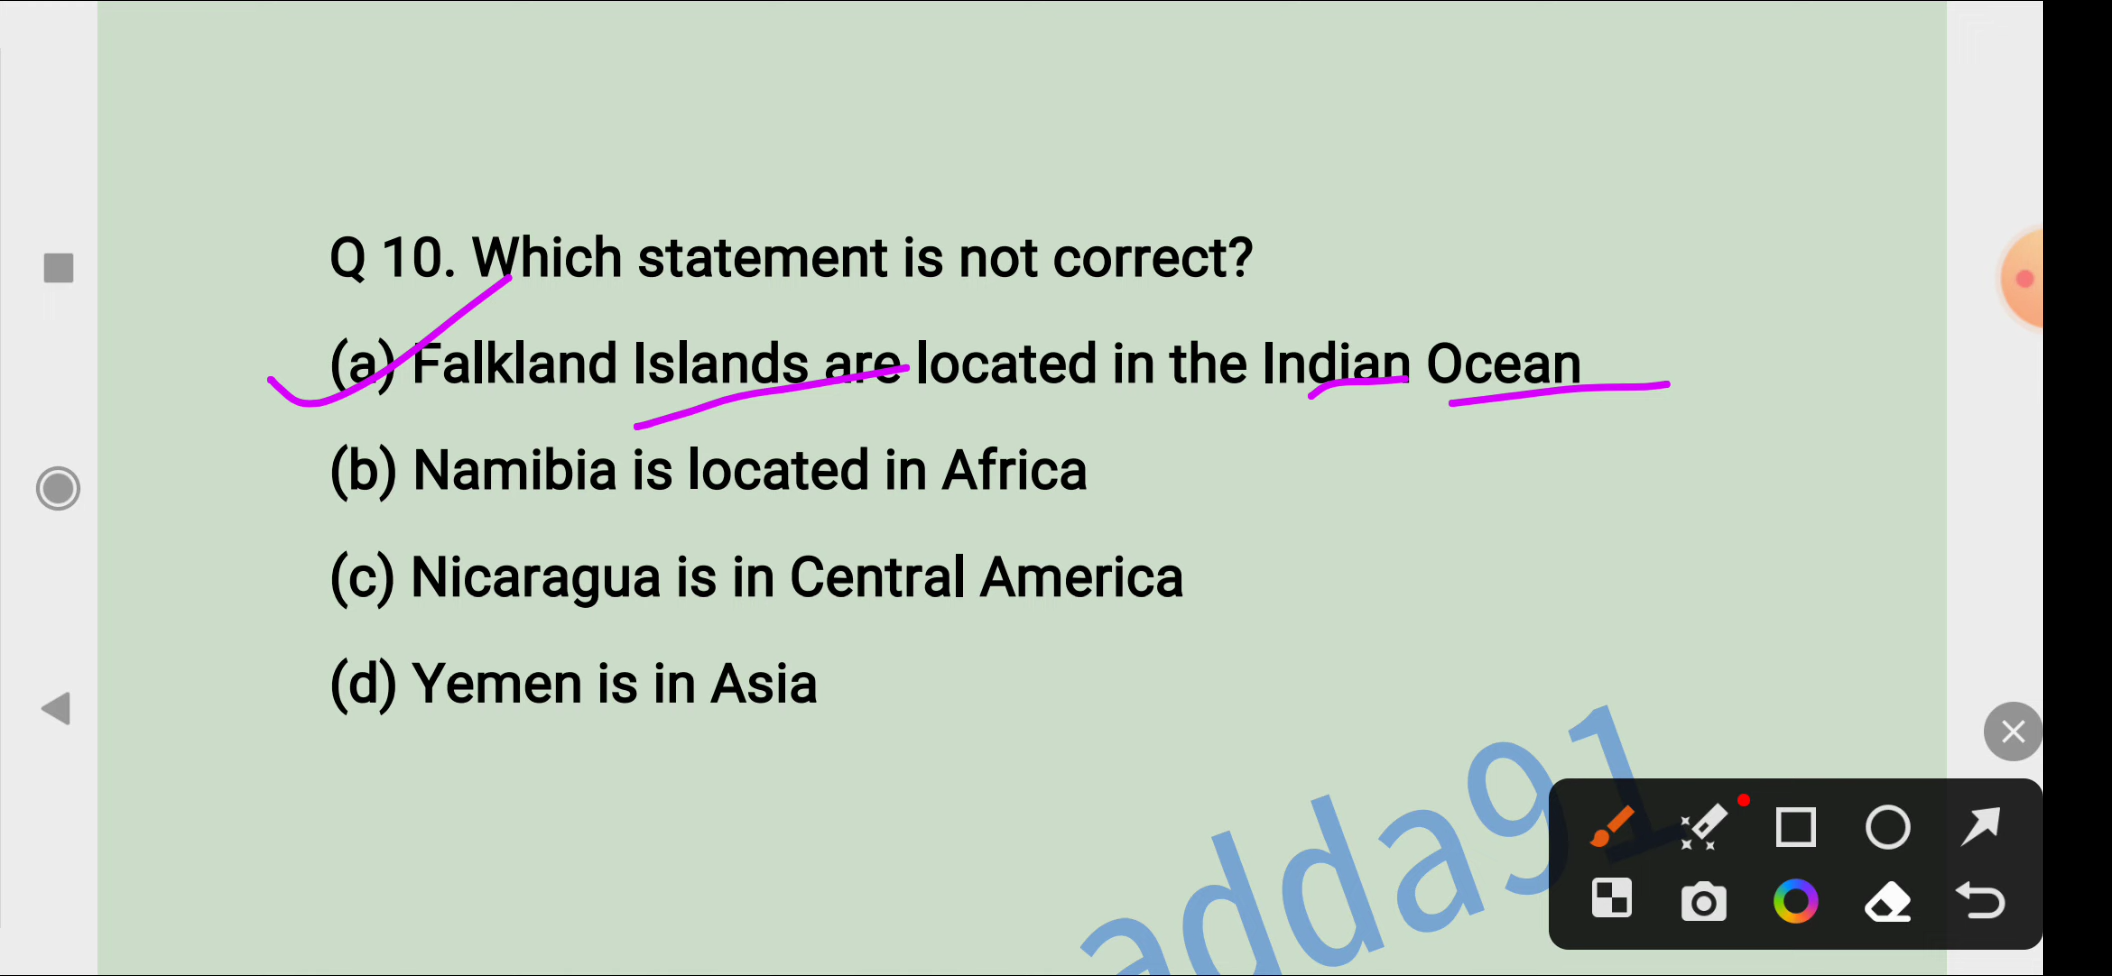 Q 10. Which statement is not correct?
(a) Falkland Islands are located in the Indian Ocean
(b) Namibia is located in Africa
(c) Nicaragua is in Central America
(d) Yemen is in Asia
adda91